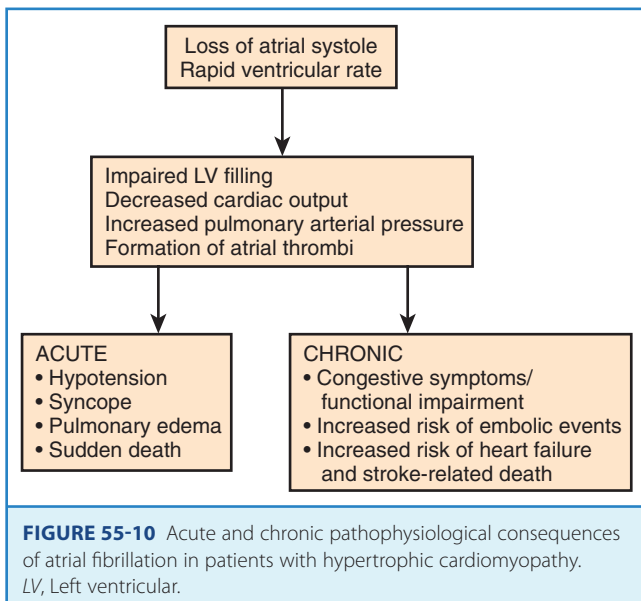 Loss of atrial systole
Rapid ventricular rate
Impaired LV filling
Decreased cardiac output
Increased pulmonary arterial pressure
Formation of atrial thrombi
ACUTE
• Hypotension
• Syncope
• Pulmonary edema
• Sudden death
CHRONIC
• Congestive symptoms/
functional impairment
• Increased risk of embolic events
• Increased risk of heart failure
and stroke-related death
FIGURE 55-10 Acute and chronic pathophysiological consequences
of atrial fibrillation in patients with hypertrophic cardiomyopathy.
LV, Left ventricular.